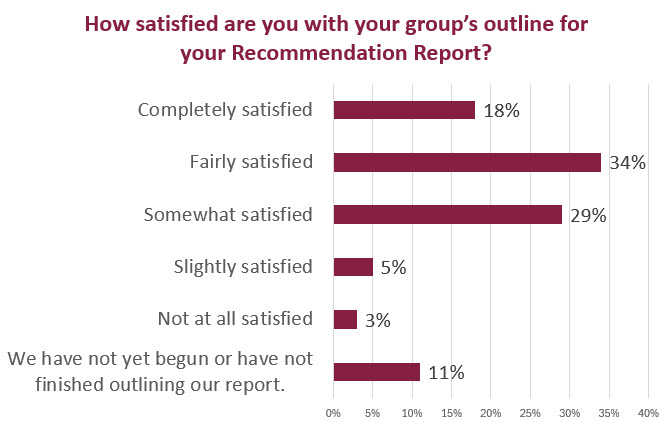 How satisfied are you with your group’s outline for
your Recommendation Report?
Completely satisfied
18%
Fairly satisfied
34%
Somewhat satisfied
29%
Slightly satisfied
5%
Not at all satisfied
3%
We have not yet begun or have not
finished outlining our report.
11%
0% 5% 10% 15% 20% 25% 30% 35% 40%